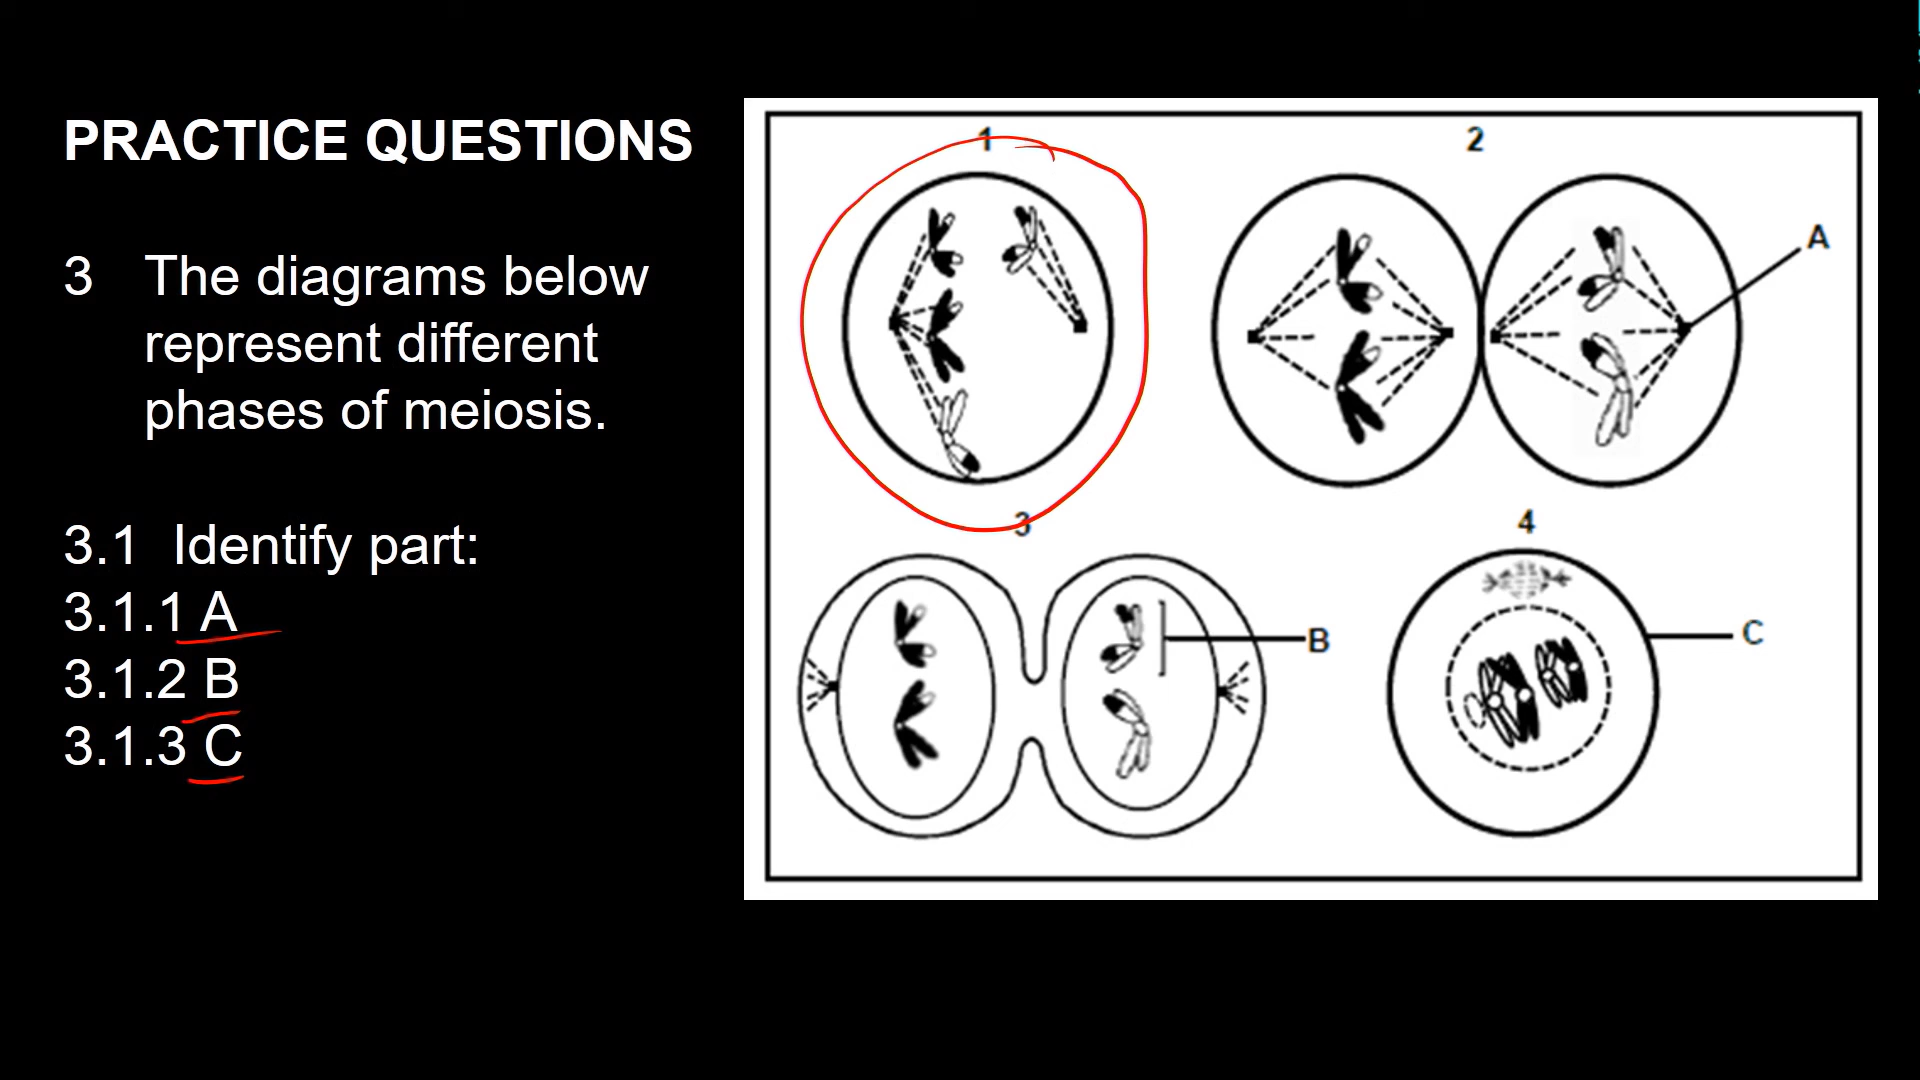 PRACTICE QUESTIONS
3 The diagrams below
represent different
phases of meiosis.
3.1 Identify part:
3.1.1 A
3.1.2 B
3.1.3 C
1
2
A
3
4
B
C